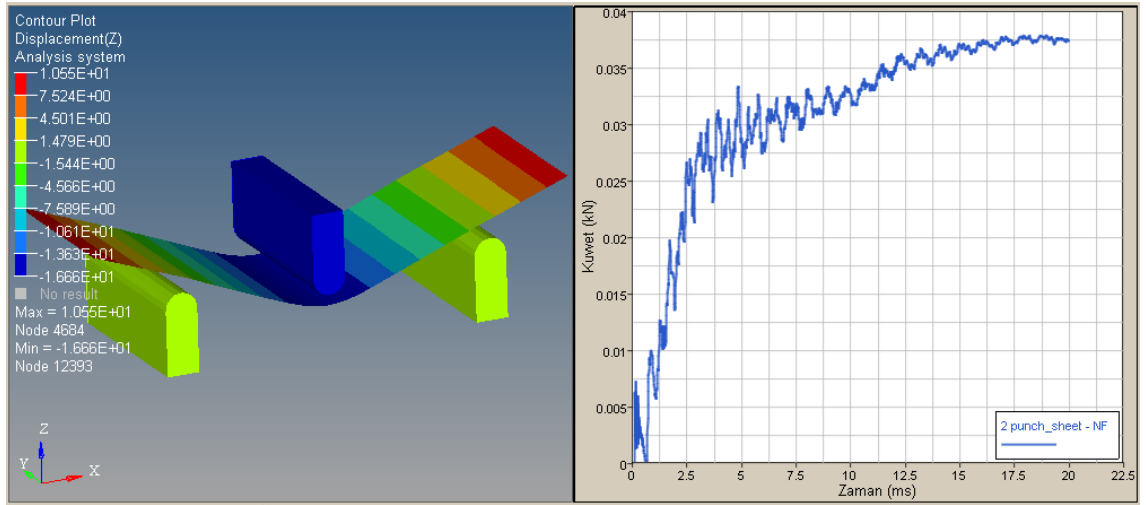 Contour Plot
Displacement(Z)
Analysis system
1.055E+01
7.524E+00
4.501E+00
1.479E+00
-1.544E+00
-4.566E+00
-7.589E+00
-1.061E+01
-1.363E+01
-1.666E+01
No result
Max = 1.055E+01
Node 4684
Min = -1.666E+01
Node 12393
Z
Y
X
0.04
0.035
0.03
0.025
0.02
0.015
0.01
0.005
0
Kuvvet (kN)
0
2.5
5
7.5
10
12.5
15
17.5
20
22.5
Zaman (ms)
2 punch_sheet - NF